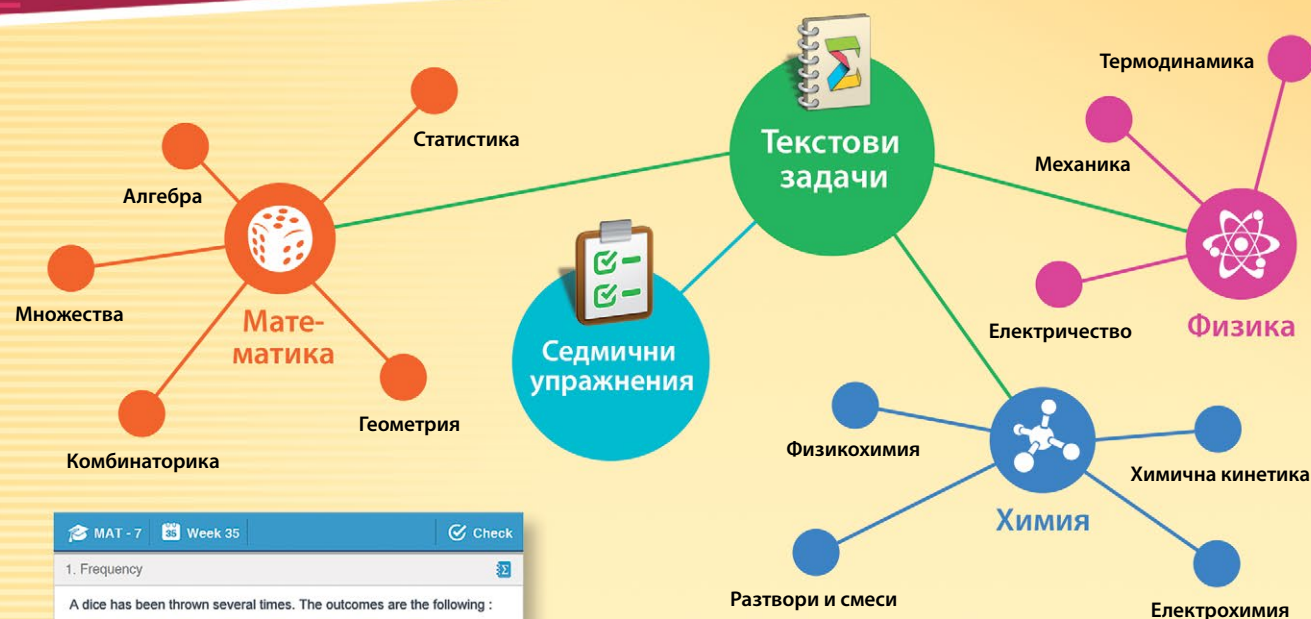 Термодинамика
Статистика
Текстови
задачи
Механика
Алгебра
Множества
Мате-
матика
Седмични
упражнения
Електричество
Физика
Геометрия
Комбинаторика
Физикохимия
Химична кинетика
Химия
Разтвори и смеси
Електрохимия
MAT - 7 35 Week 35 Check
1. Frequency
A dice has been thrown several times. The outcomes are the following :